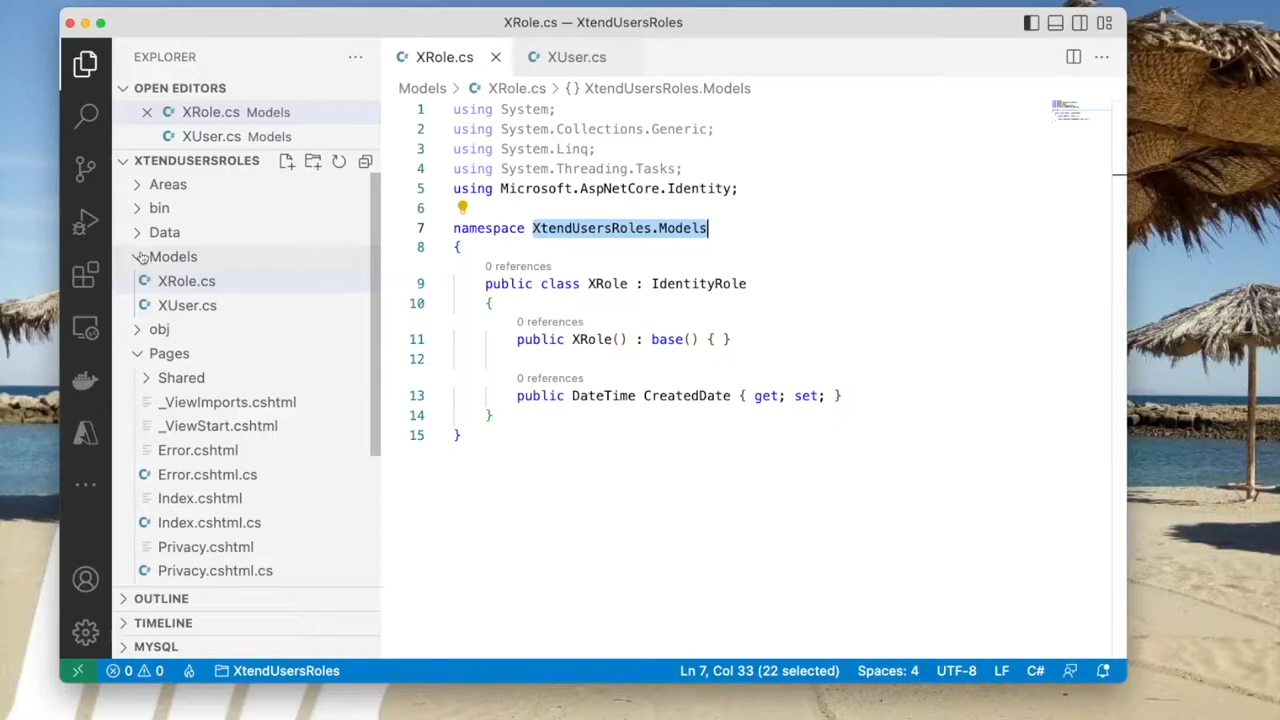 XRole.cs — XtendUsersRoles
EXPLORER
OPEN EDITORS
XRole.cs Models
XUser.cs Models
XTENDUSERSROLES
Areas
bin
Data
Models
XRole.cs
XUser.cs
obj
Pages
Shared
_ViewImports.cshtml
_ViewStart.cshtml
Error.cshtml
Error.cshtml.cs
Index.cshtml
Index.cshtml.cs
Privacy.cshtml
Privacy.cshtml.cs
OUTLINE
TIMELINE
MYSQL
XRole.cs XUser.cs
Models > XRole.cs > {} XtendUsersRoles.Models
1 using System;
2 using System.Collections.Generic;
3 using System.Linq;
4 using System.Threading.Tasks;
5 using Microsoft.AspNetCore.Identity;
6
7 namespace XtendUsersRoles.Models
8 {
0 references
9 public class XRole : IdentityRole
10 {
0 references
11 public XRole() : base() { }
12
0 references
13 public DateTime CreatedDate { get; set; }
14 }
15 }
0 0 XtendUsersRoles Ln 7, Col 33 (22 selected) Spaces: 4 UTF-8 LF C#